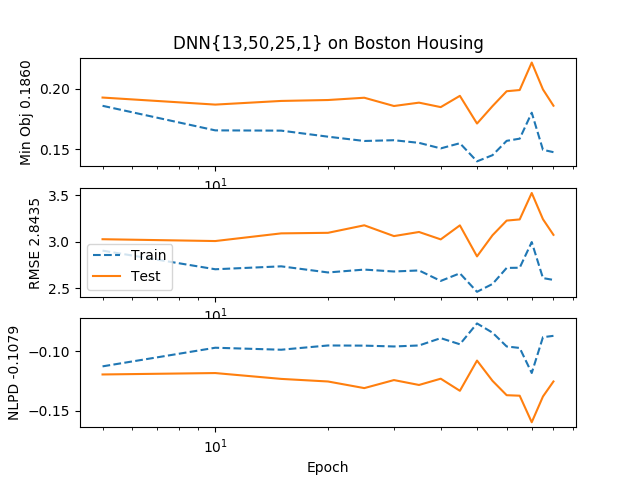 DNN{13,50,25,1} on Boston Housing
Min Obj 0.1860
0.20
0.15
10¹
RMSE 2.8435
3.5
3.0
2.5
Train
Test
10¹
NLPD -0.1079
−0.10
−0.15
10¹
Epoch